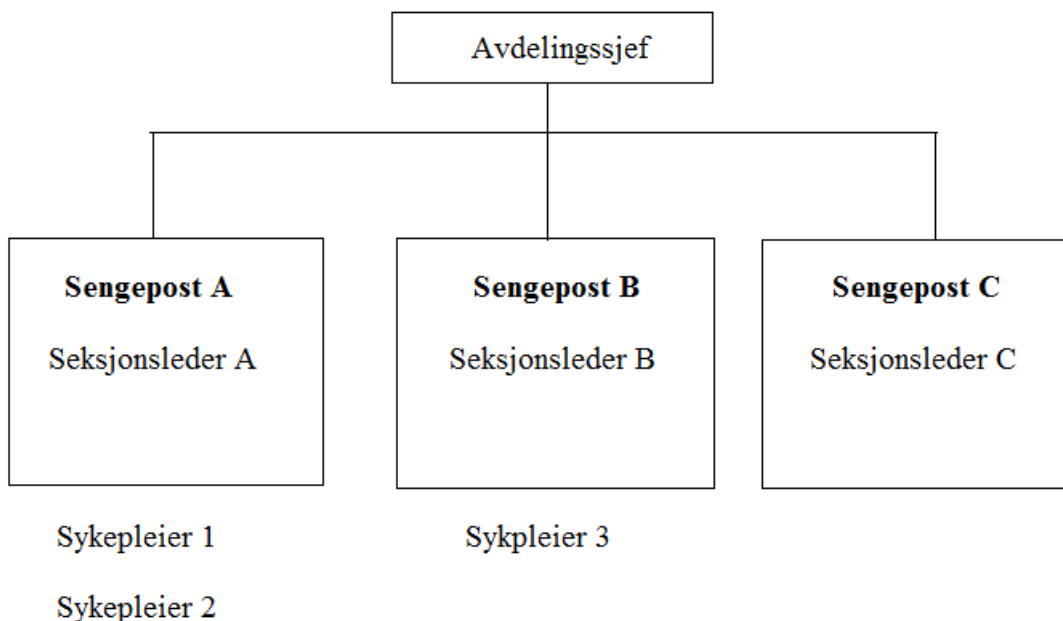 Avdelingssjef
Sengepost A
Seksjonsleder A
Sengepost B
Seksjonsleder B
Sengepost C
Seksjonsleder C
Sykepleier 1
Sykepleier 2
Sykpleier 3